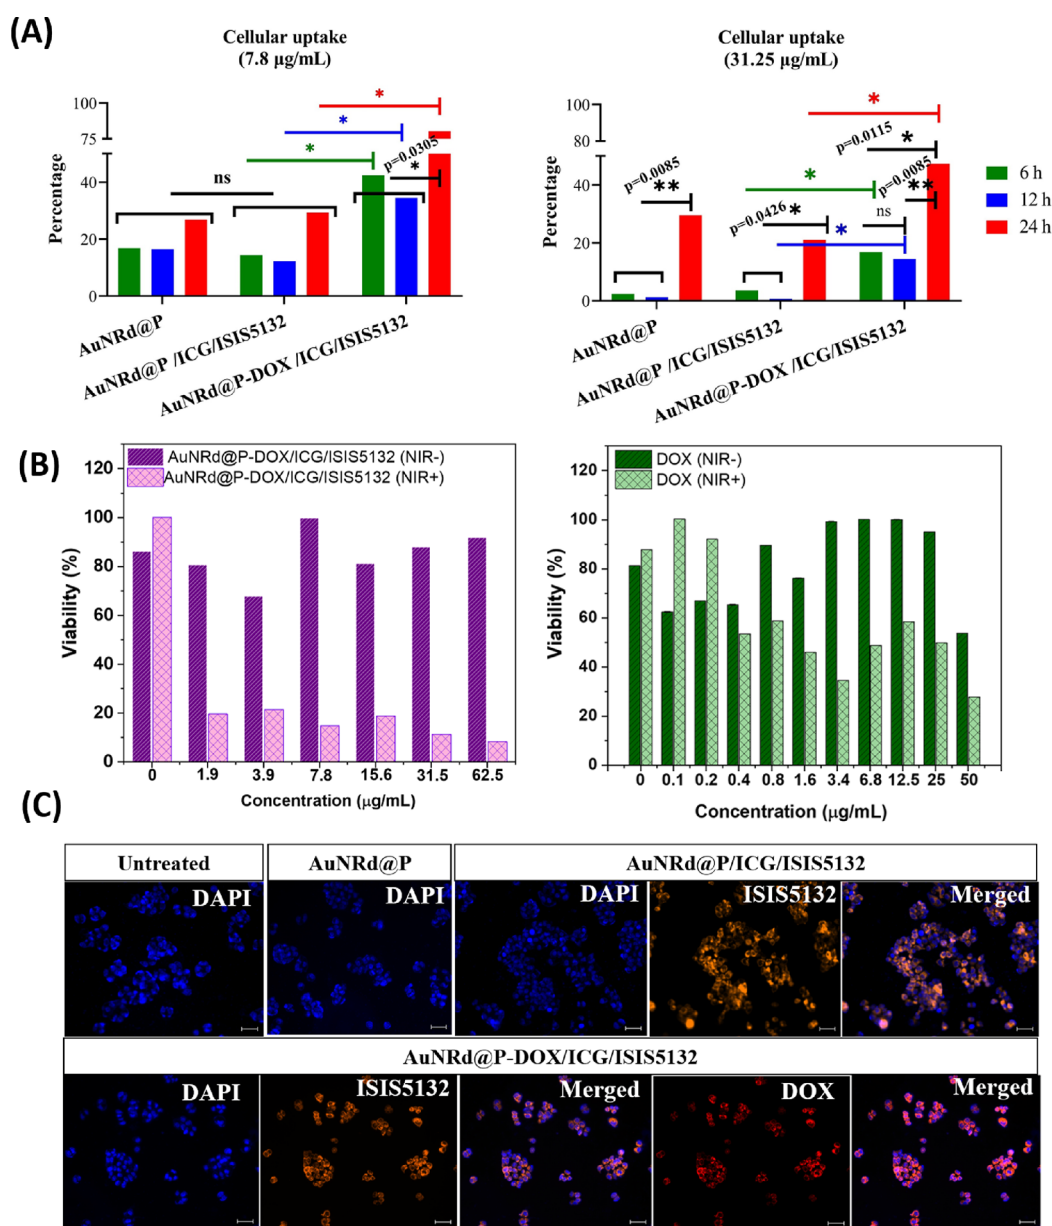 (A)
Cellular uptake
(7.8 µg/mL)
Percentage
100
75
40
20
0
*
*
*
p=0.0305
*
ns
AuNRd@P
AuNRd@P /ICG/ISIS5132
AuNRd@P-DOX /ICG/ISIS5132
Cellular uptake
(31.25 µg/mL)
Percentage
100
80
40
20
0
*
p=0.0115
*
p=0.0085
**
*
p=0.0085
**
p=0.0426
*
ns
*
6 h
12 h
24 h
AuNRd@P
AuNRd@P /ICG/ISIS5132
AuNRd@P-DOX /ICG/ISIS5132
(B)
AuNRd@P-DOX/ICG/ISIS5132 (NIR-)
AuNRd@P-DOX/ICG/ISIS5132 (NIR+)
Viability (%)
120
100
80
60
40
20
0
0 1.9 3.9 7.8 15.6 31.5 62.5
Concentration (µg/mL)
DOX (NIR-)
DOX (NIR+)
Viability (%)
120
100
80
60
40
20
0
0 0.1 0.2 0.4 0.8 1.6 3.4 6.8 12.5 25 50
Concentration (µg/mL)
(C)
Untreated AuNRd@P AuNRd@P/ICG/ISIS5132
DAPI DAPI DAPI ISIS5132 Merged
AuNRd@P-DOX/ICG/ISIS5132
DAPI ISIS5132 Merged DOX Merged